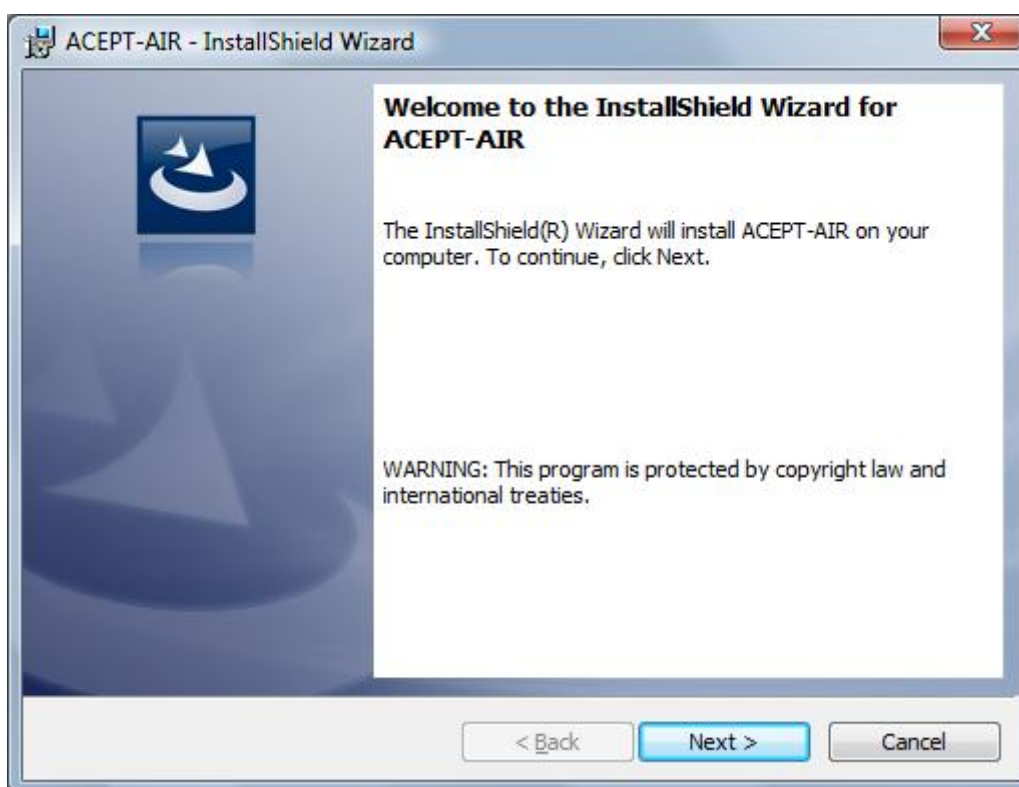 ACEPT-AIR - InstallShield Wizard
Welcome to the InstallShield Wizard for
ACEPT-AIR
The InstallShield(R) Wizard will install ACEPT-AIR on your
computer. To continue, click Next.
WARNING: This program is protected by copyright law and
international treaties.
< Back
Next >
Cancel